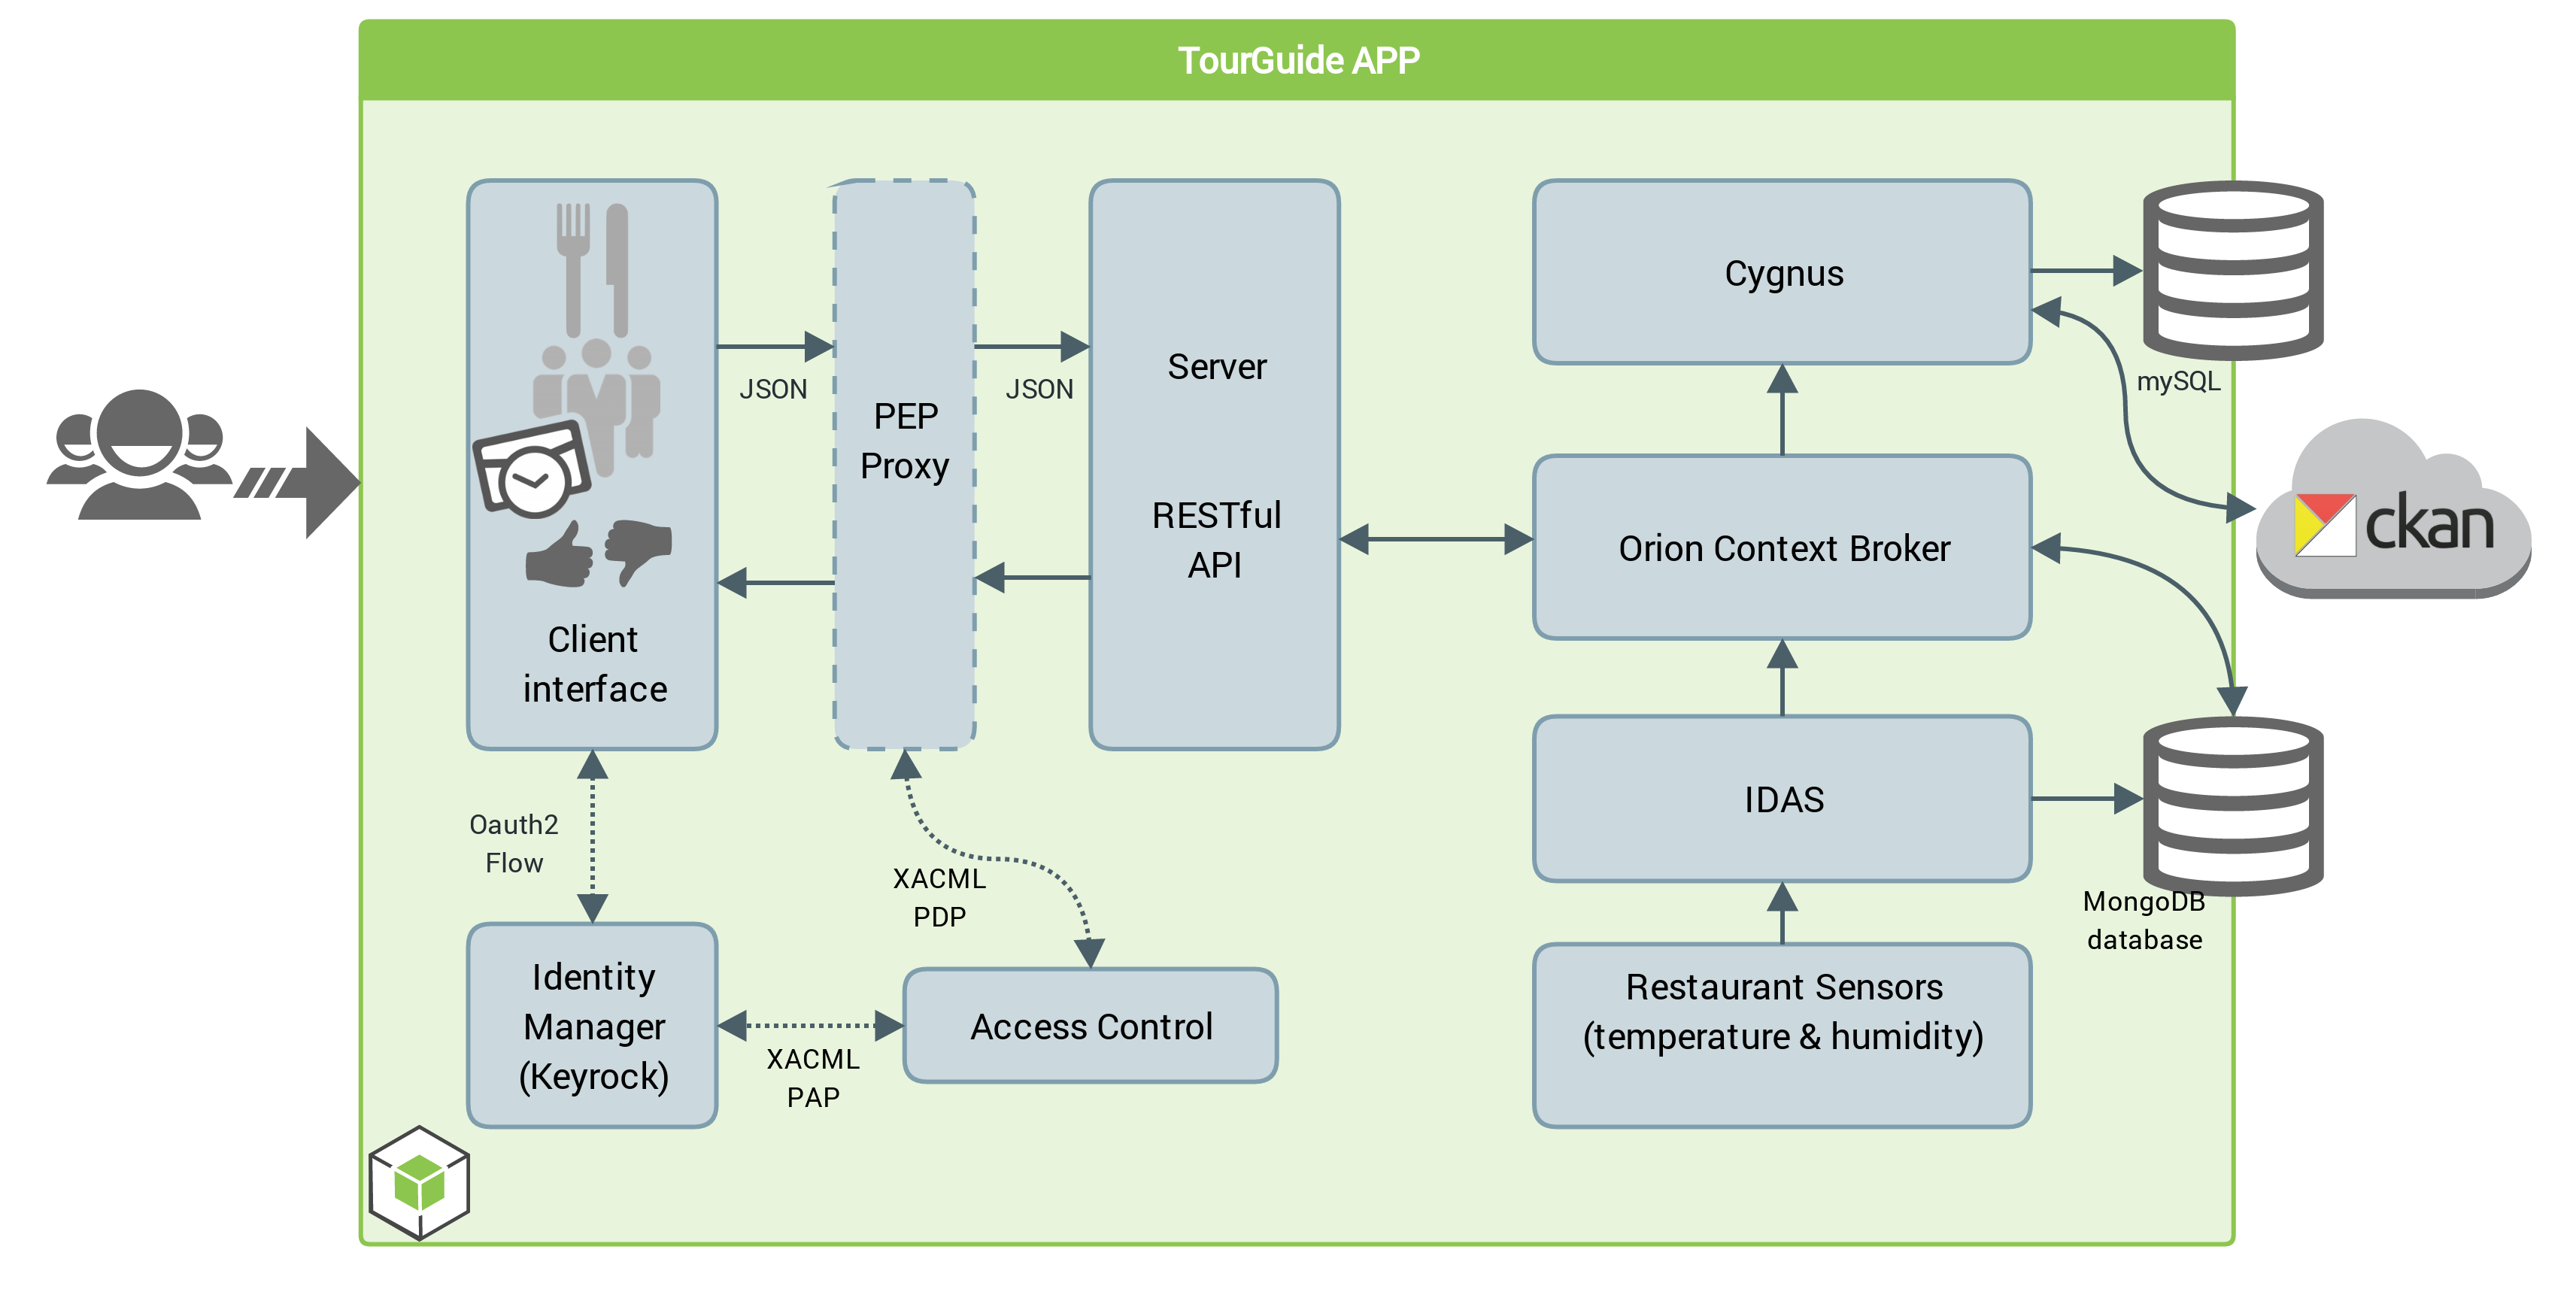 TourGuide APP
Client
interface
JSON
PEP
Proxy
JSON
Server
RESTful
API
Cygnus
mySQL
ckan
Orion Context Broker
IDAS
MongoDB
database
Restaurant Sensors
(temperature & humidity)
Oauth2
Flow
XACML
PDP
Identity
Manager
(Keyrock)
XACML
PAP
Access Control